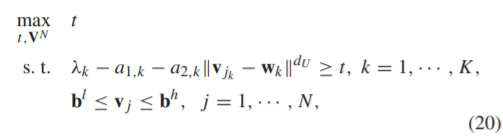 max t
t,V^N
s. t. λ_k − a_{1,k} − a_{2,k}‖v_{j_k} − w_k‖^{d_U} ≥ t, k = 1, ··· , K,
b^l ≤ v_j ≤ b^h, j = 1, ··· , N,
(20)